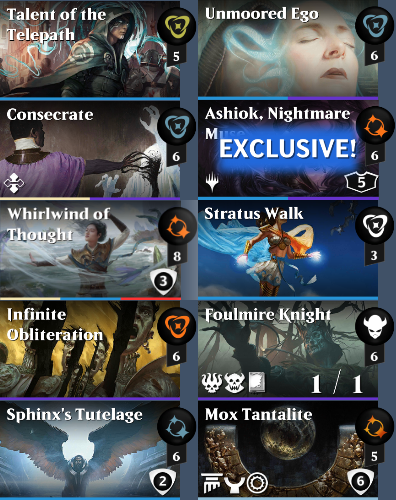 Talent of the
Telepath
5
Unmoored Ego
6
Consecrate
6
Ashiok, Nightmare
M
EXCLUSIVE!
6
5
Whirlwind of
Thought
8
3
Stratus Walk
3
Infinite
Obliteration
6
Foulmire Knight
6
1 / 1
Sphinx's Tutelage
6
2
Mox Tantalite
5
6